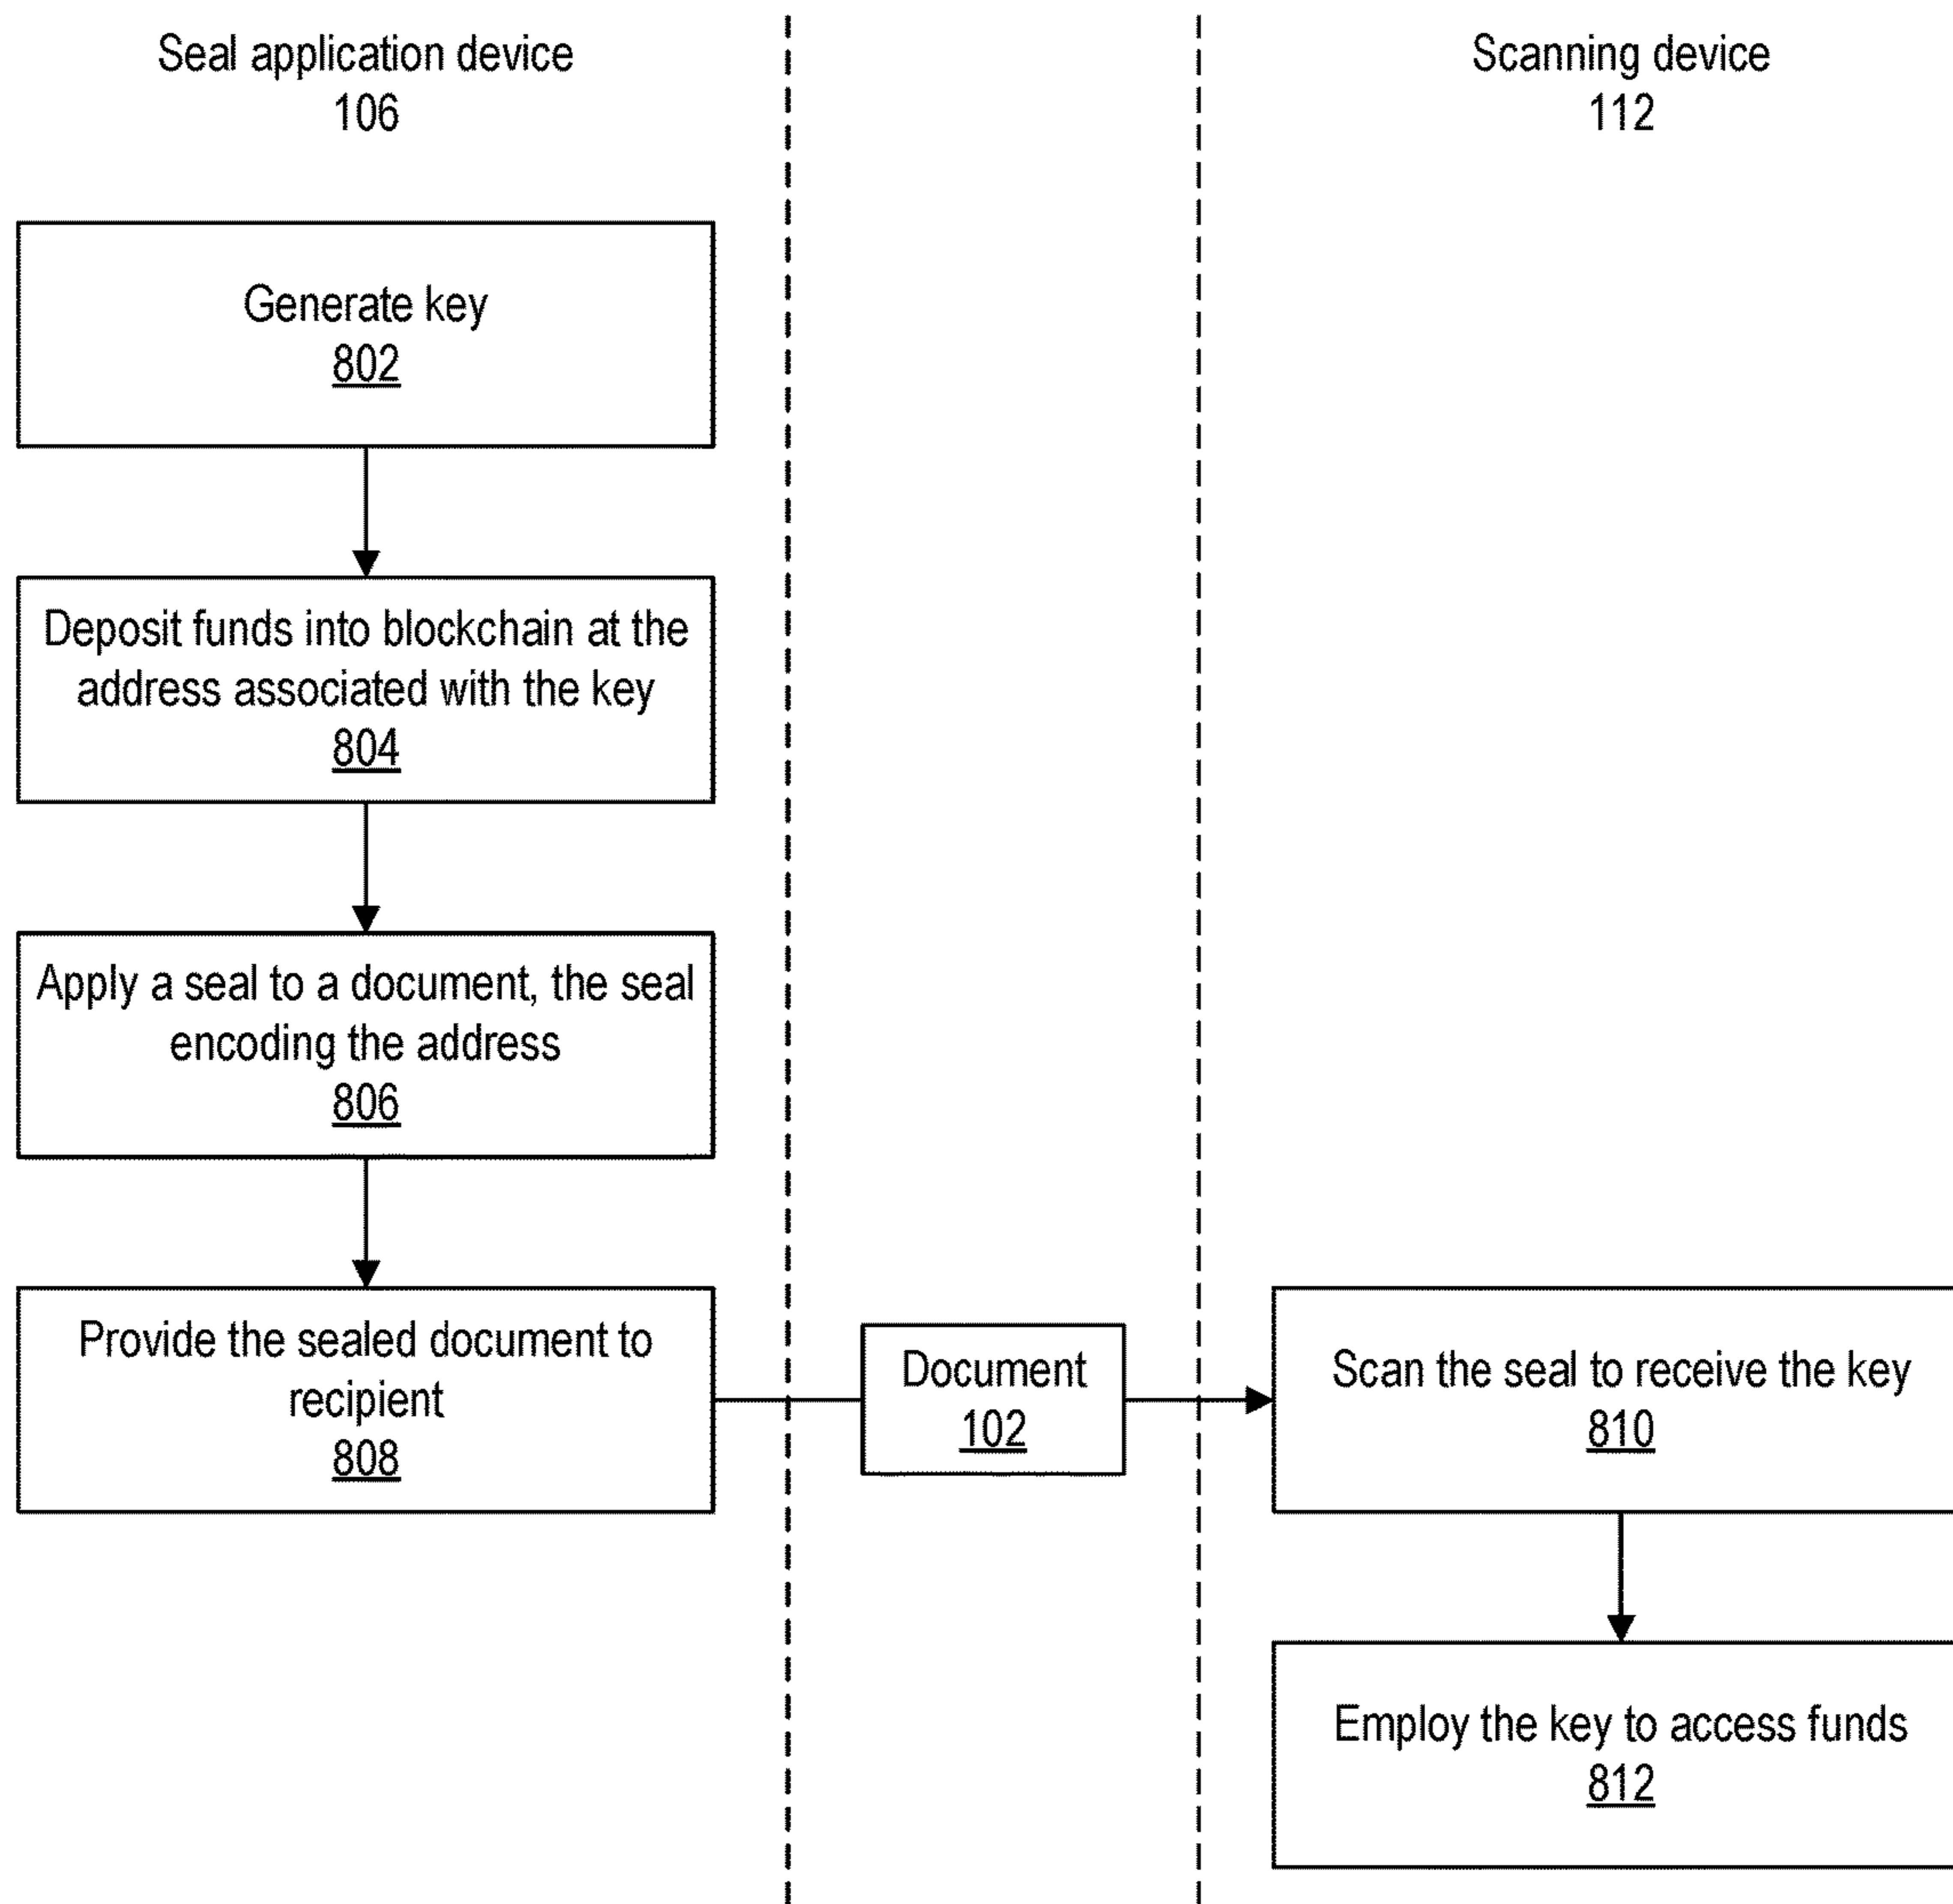 Seal application device
106
Scanning device
112
Generate key
802
Deposit funds into blockchain at the
address associated with the key
804
Apply a seal to a document, the seal
encoding the address
806
Provide the sealed document to
recipient
808
Document
102
Scan the seal to receive the key
810
Employ the key to access funds
812